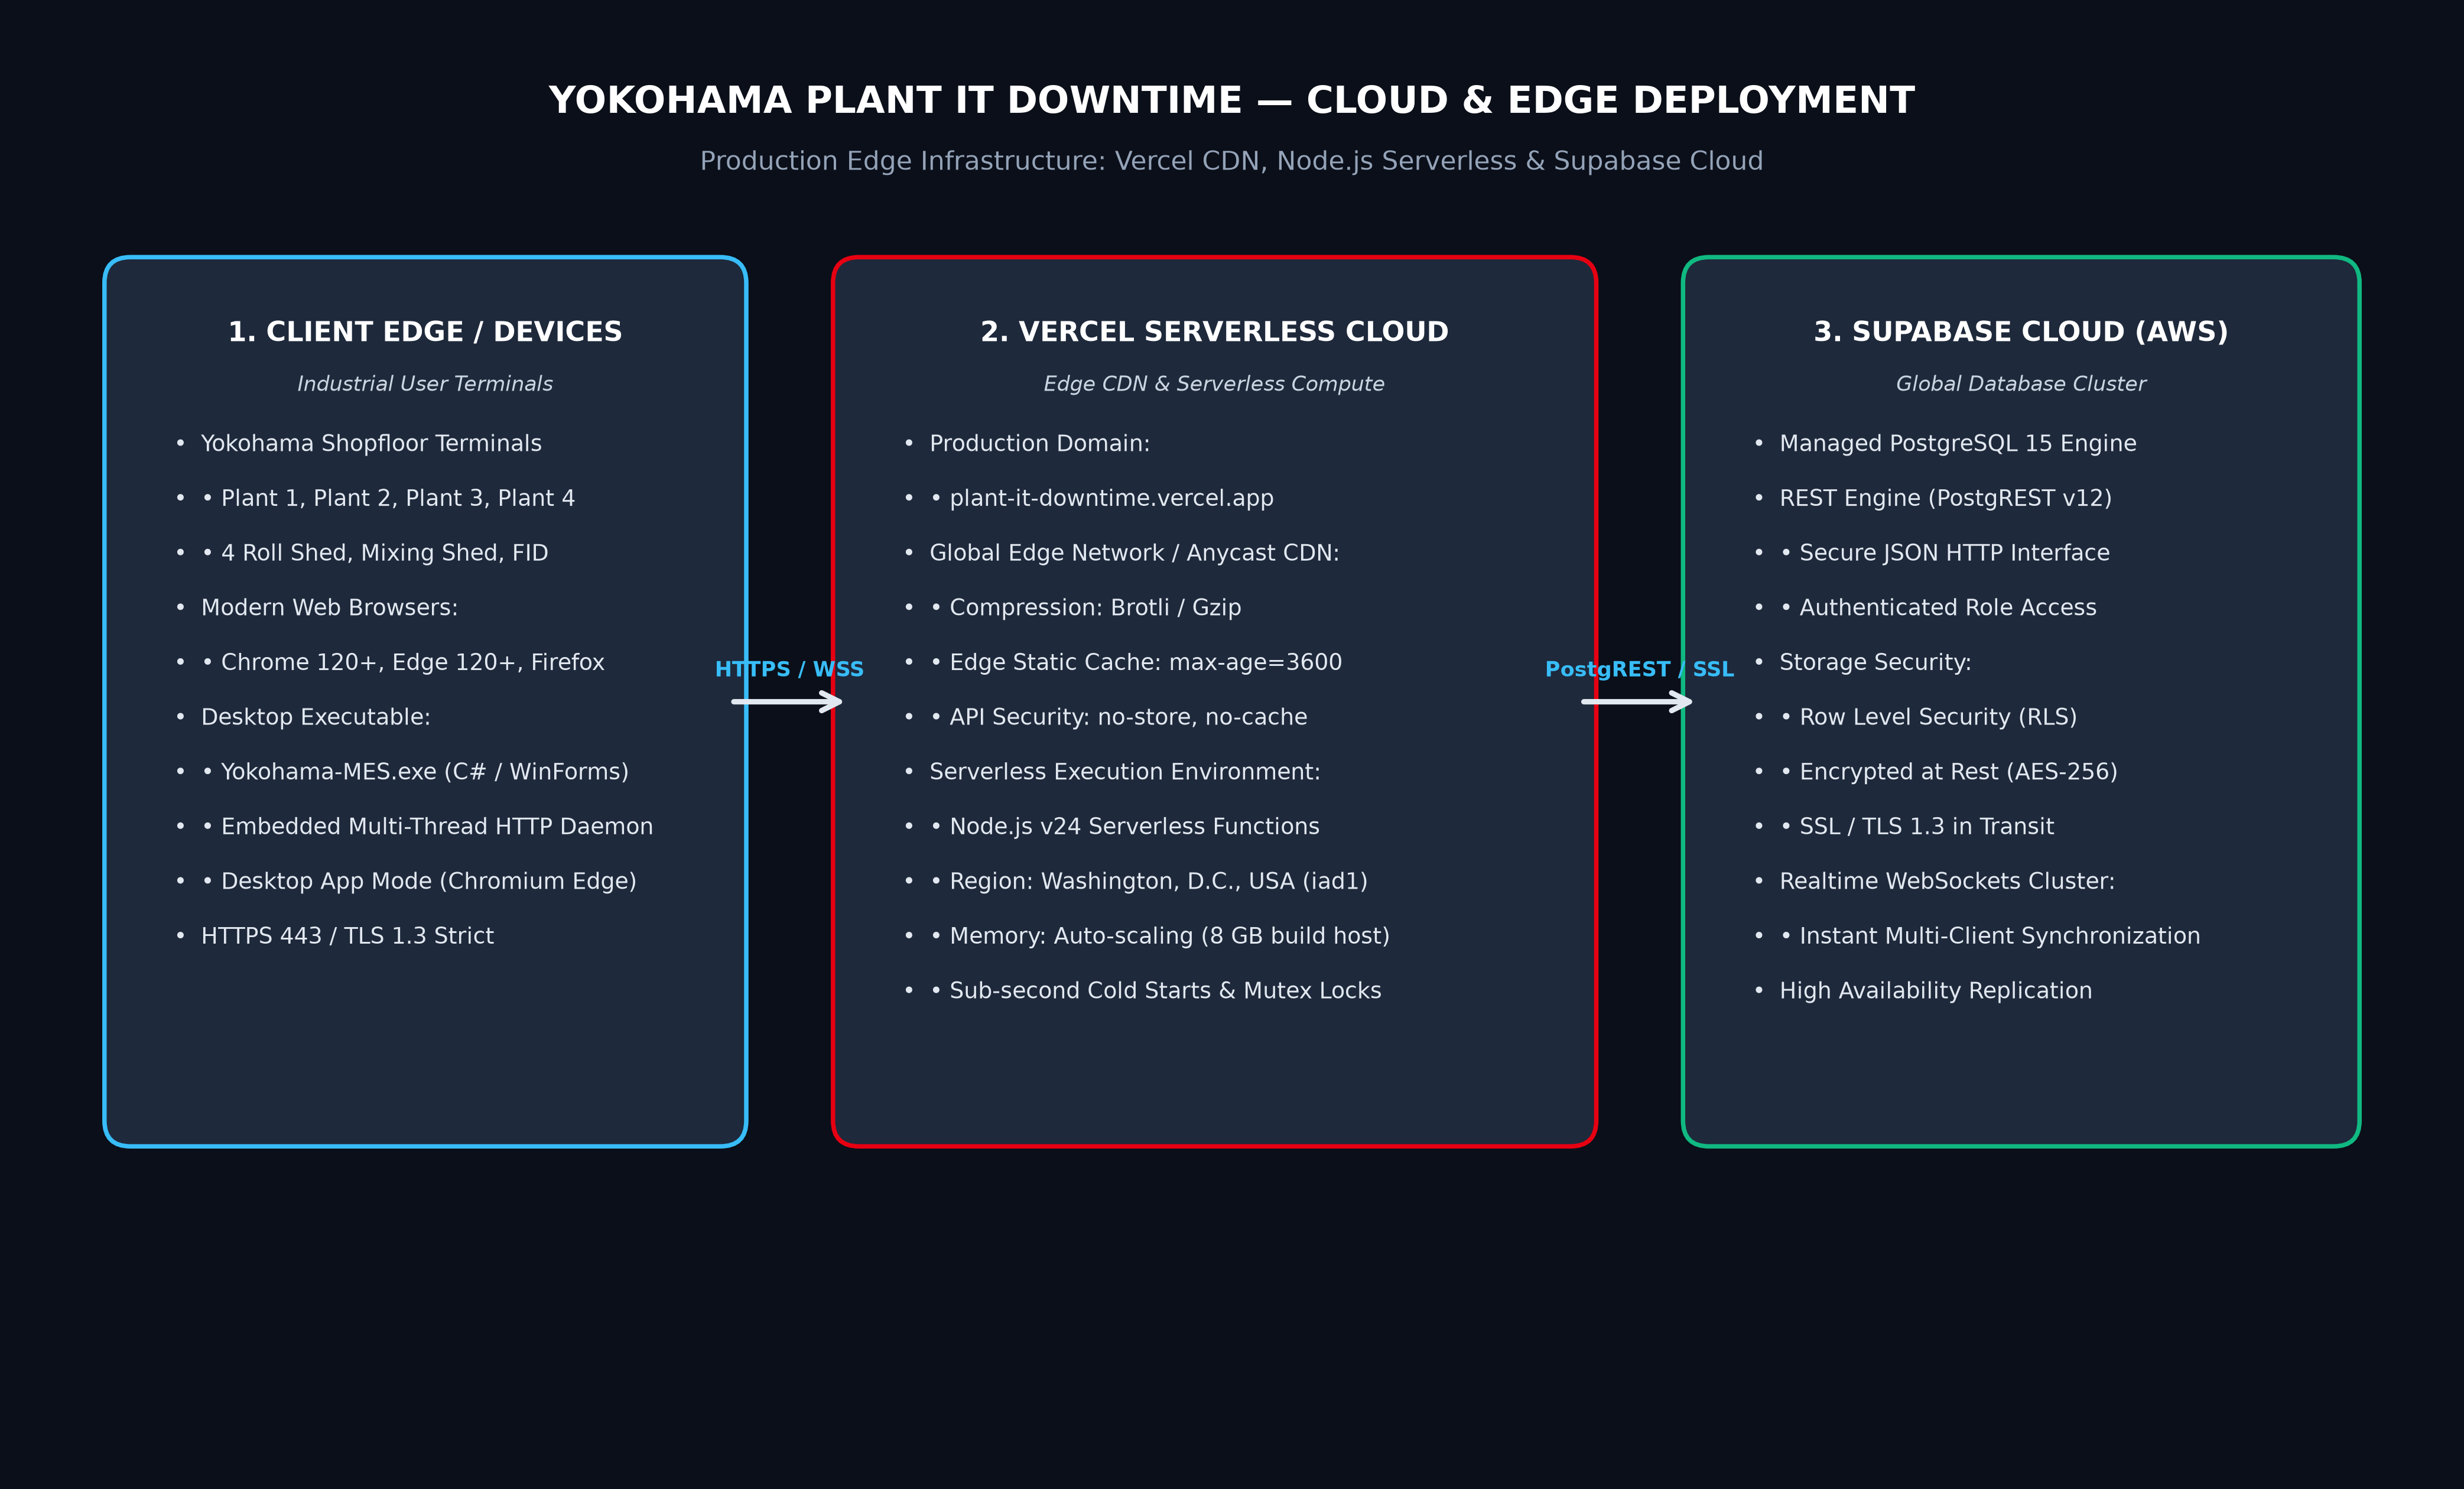 YOKOHAMA PLANT IT DOWNTIME — CLOUD & EDGE DEPLOYMENT
Production Edge Infrastructure: Vercel CDN, Node.js Serverless & Supabase Cloud
1. CLIENT EDGE / DEVICES
Industrial User Terminals
• Yokohama Shopfloor Terminals
• • Plant 1, Plant 2, Plant 3, Plant 4
• • 4 Roll Shed, Mixing Shed, FID
• Modern Web Browsers:
• • Chrome 120+, Edge 120+, Firefox
• Desktop Executable:
• • Yokohama-MES.exe (C# / WinForms)
• • Embedded Multi-Thread HTTP Daemon
• • Desktop App Mode (Chromium Edge)
• HTTPS 443 / TLS 1.3 Strict
HTTPS / WSS
2. VERCEL SERVERLESS CLOUD
Edge CDN & Serverless Compute
• Production Domain:
• • plant-it-downtime.vercel.app
• Global Edge Network / Anycast CDN:
• • Compression: Brotli / Gzip
• • Edge Static Cache: max-age=3600
• • API Security: no-store, no-cache
• Serverless Execution Environment:
• • Node.js v24 Serverless Functions
• • Region: Washington, D.C., USA (iad1)
• • Memory: Auto-scaling (8 GB build host)
• • Sub-second Cold Starts & Mutex Locks
PostgREST / SSL
3. SUPABASE CLOUD (AWS)
Global Database Cluster
• Managed PostgreSQL 15 Engine
• REST Engine (PostgREST v12)
• • Secure JSON HTTP Interface
• • Authenticated Role Access
• Storage Security:
• • Row Level Security (RLS)
• • Encrypted at Rest (AES-256)
• • SSL / TLS 1.3 in Transit
• Realtime WebSockets Cluster:
• • Instant Multi-Client Synchronization
• High Availability Replication